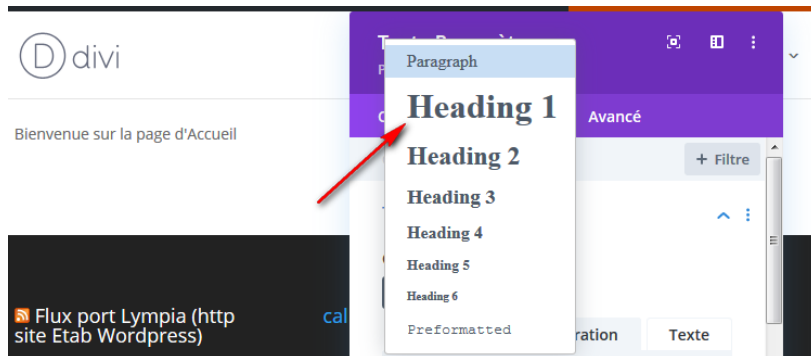 divi
Bienvenue sur la page d'Accueil
Paragraph
Heading 1
Heading 2
Heading 3
Heading 4
Heading 5
Heading 6
Preformatted
Avancé
+ Filtre
Texte
Flux port Lympia (http
site Etab Wordpress)
cal